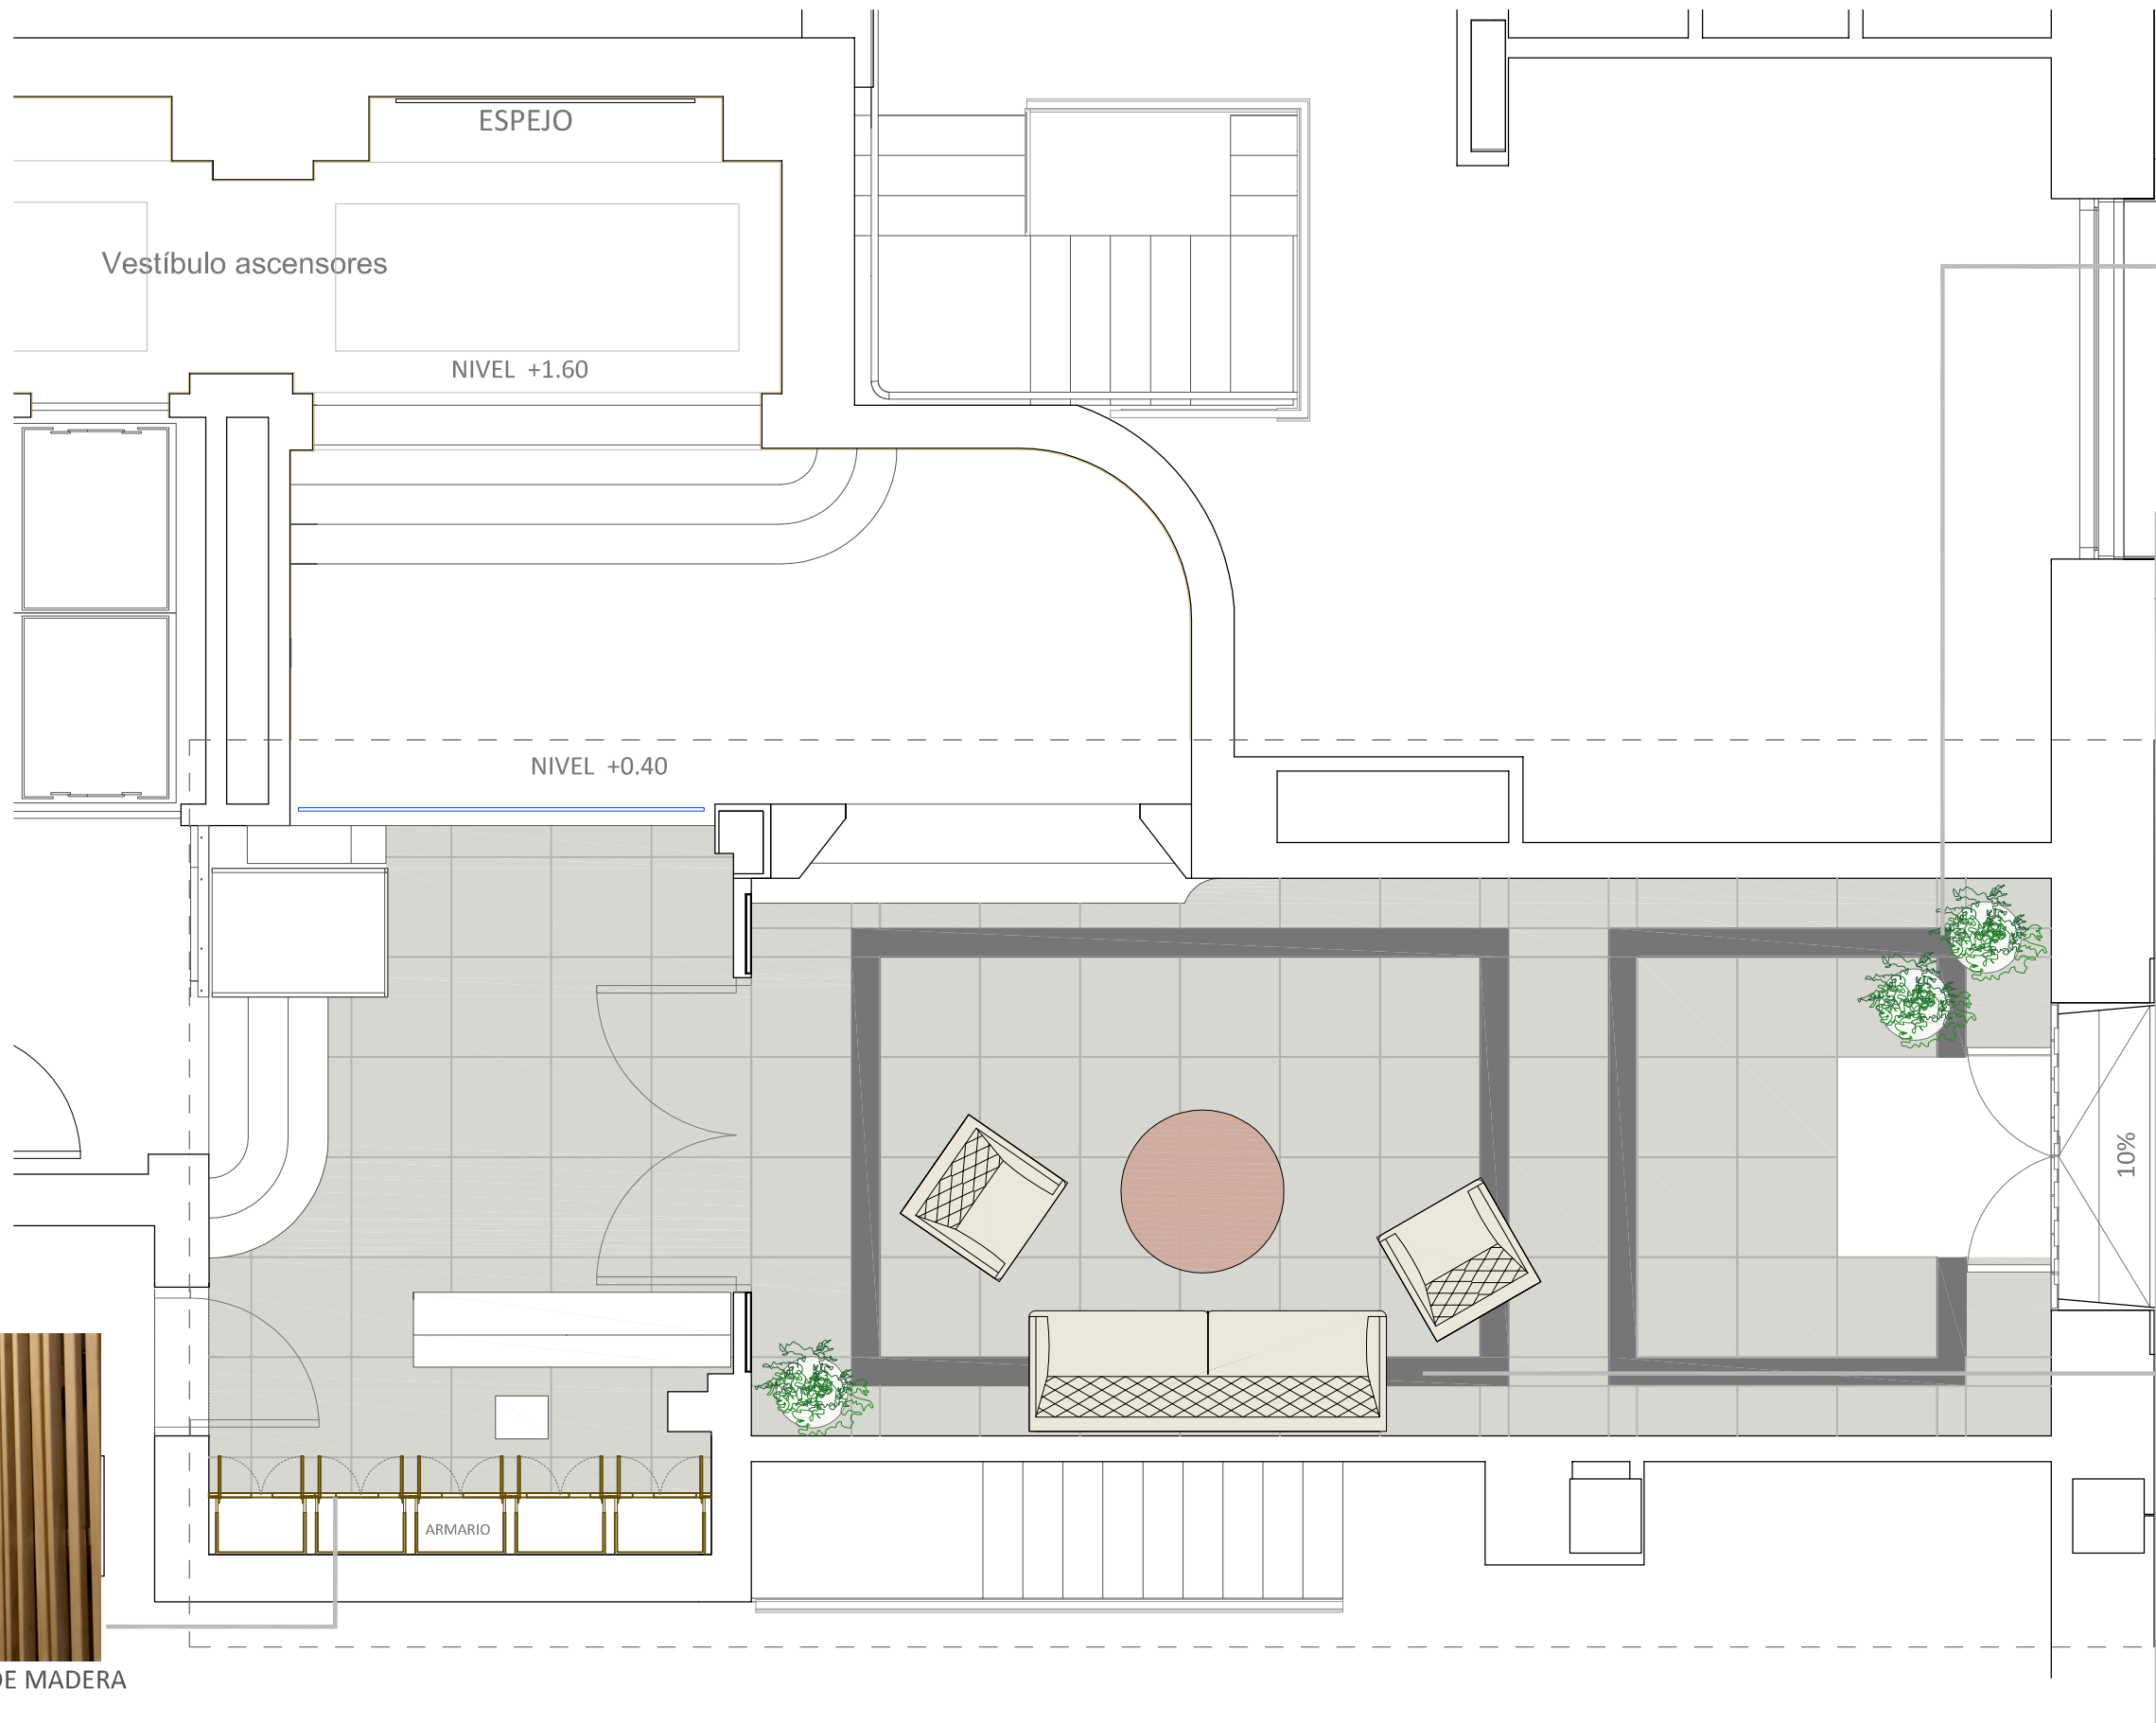 ESPEJO
Vestíbulo ascensores
NIVEL +1.60
NIVEL +0.40
10%
ARMARIO
DE MADERA